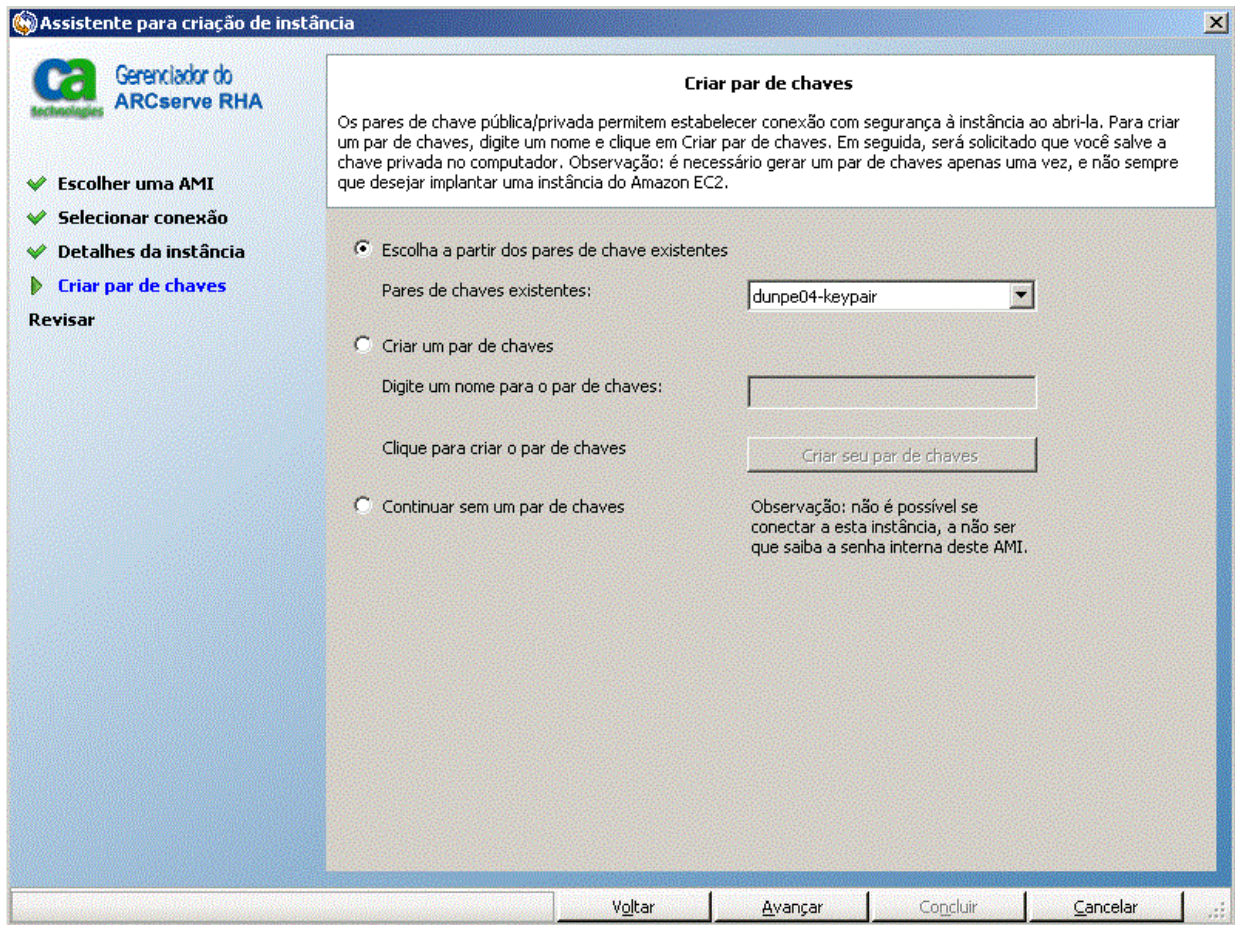 Assistente para criação de instância
ca
technologies
Gerenciador do
ARCserve RHA
Escolher uma AMI
Selecionar conexão
Detalhes da instância
Criar par de chaves
Revisar
Criar par de chaves
Os pares de chave pública/privada permitem estabelecer conexão com segurança à instância ao abri-la. Para criar
um par de chaves, digite um nome e clique em Criar par de chaves. Em seguida, será solicitado que você salve a
chave privada no computador. Observação: é necessário gerar um par de chaves apenas uma vez, e não sempre
que desejar implantar uma instância do Amazon EC2.
Escolha a partir dos pares de chave existentes
Pares de chaves existentes: dunpe04-keypair
Criar um par de chaves
Digite um nome para o par de chaves:
Clique para criar o par de chaves Criar seu par de chaves
Continuar sem um par de chaves
Observação: não é possível se
conectar a esta instância, a não ser
que saiba a senha interna deste AMI.
Voltar Avançar Concluir Cancelar